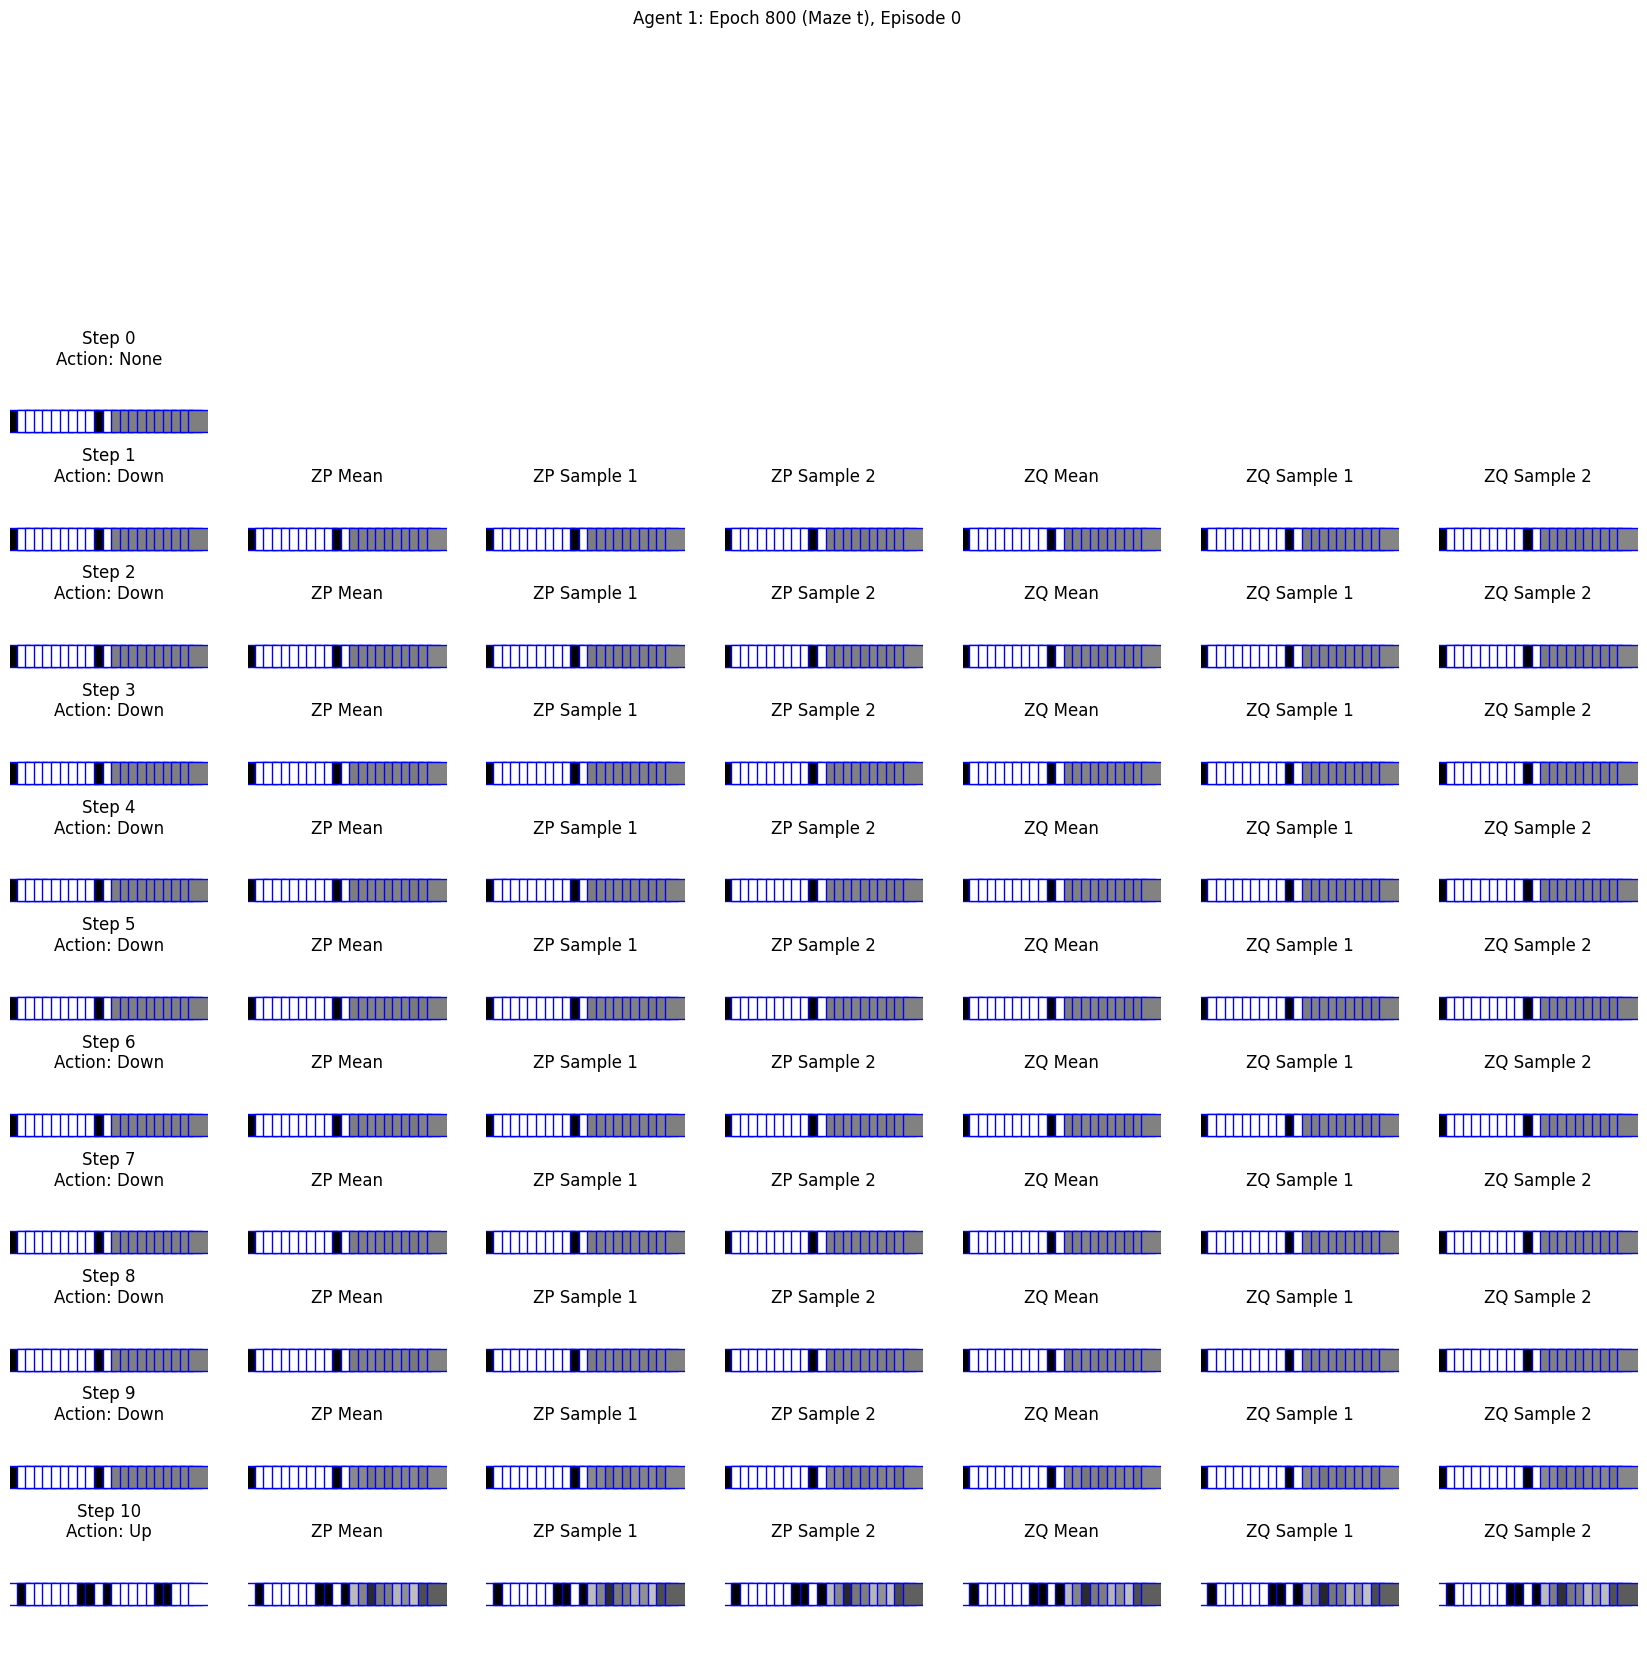 Agent 1: Epoch 800 (Maze t), Episode 0
Step 0
Action: None
Step 1
Action: Down
ZP Mean
ZP Sample 1
ZP Sample 2
ZQ Mean
ZQ Sample 1
ZQ Sample 2
Step 2
Action: Down
ZP Mean
ZP Sample 1
ZP Sample 2
ZQ Mean
ZQ Sample 1
ZQ Sample 2
Step 3
Action: Down
ZP Mean
ZP Sample 1
ZP Sample 2
ZQ Mean
ZQ Sample 1
ZQ Sample 2
Step 4
Action: Down
ZP Mean
ZP Sample 1
ZP Sample 2
ZQ Mean
ZQ Sample 1
ZQ Sample 2
Step 5
Action: Down
ZP Mean
ZP Sample 1
ZP Sample 2
ZQ Mean
ZQ Sample 1
ZQ Sample 2
Step 6
Action: Down
ZP Mean
ZP Sample 1
ZP Sample 2
ZQ Mean
ZQ Sample 1
ZQ Sample 2
Step 7
Action: Down
ZP Mean
ZP Sample 1
ZP Sample 2
ZQ Mean
ZQ Sample 1
ZQ Sample 2
Step 8
Action: Down
ZP Mean
ZP Sample 1
ZP Sample 2
ZQ Mean
ZQ Sample 1
ZQ Sample 2
Step 9
Action: Down
ZP Mean
ZP Sample 1
ZP Sample 2
ZQ Mean
ZQ Sample 1
ZQ Sample 2
Step 10
Action: Up
ZP Mean
ZP Sample 1
ZP Sample 2
ZQ Mean
ZQ Sample 1
ZQ Sample 2